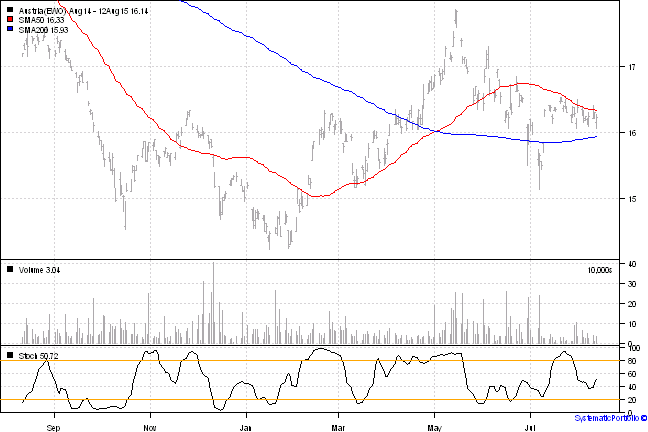 Austria(EWO) Aug14 - 12Aug15 16.14
SMA50 16.33
SMA200 15.93
17
16
15
Volume 3.04
10,000s
40
30
20
10
0
Stoch 50.72
100
80
60
40
20
0
Sep Nov Jan Mar May Jul
SystematicPortfolio ©